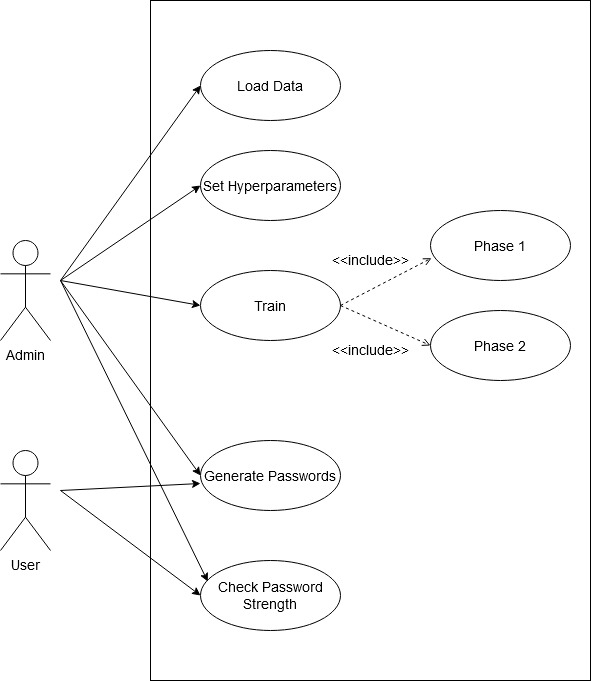 Load Data
Set Hyperparameters
<<include>>
Phase 1
Train
<<include>>
Phase 2
Admin
Generate Passwords
User
Check Password
Strength